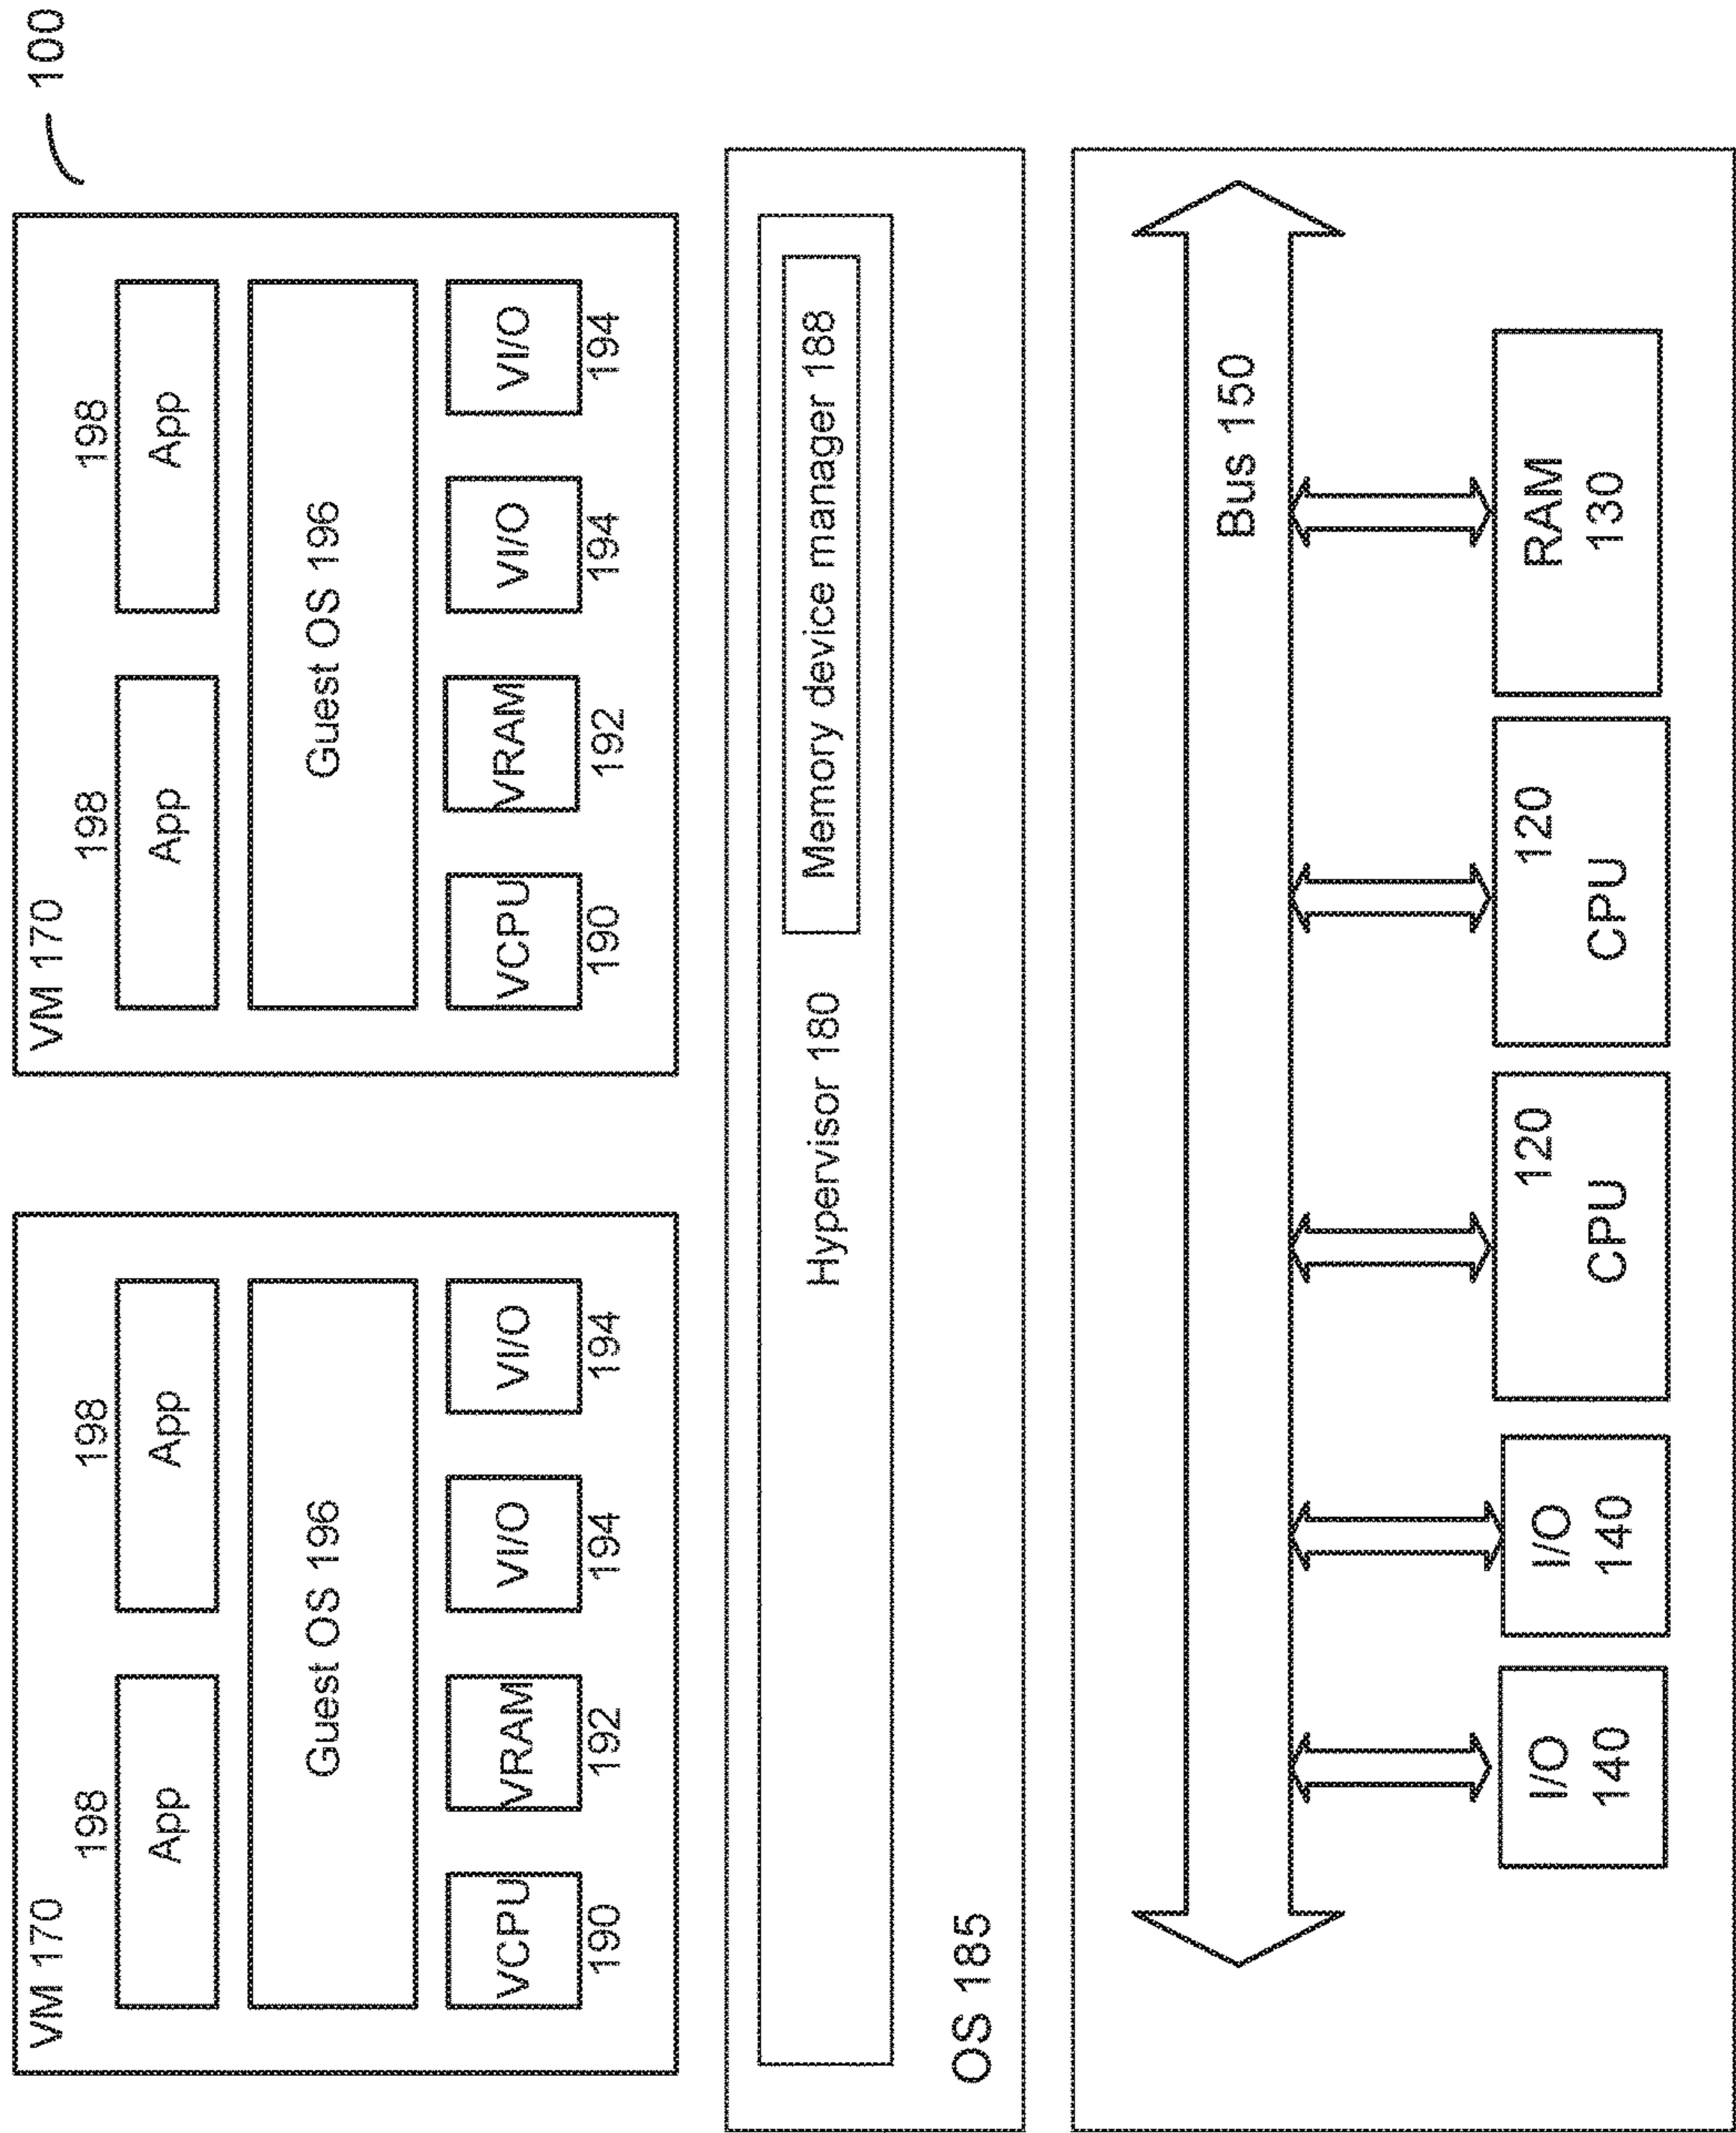 100
VM 170
198
198
App
App
Guest OS 196
VCPU
VRAM
VI/O
VI/O
190
192
194
194
VM 170
198
198
App
App
Guest OS 196
VCPU
VRAM
VI/O
VI/O
190
192
194
194
Hypervisor 180
Memory device manager 188
OS 185
Bus 150
I/O
140
I/O
140
120
CPU
120
CPU
RAM
130